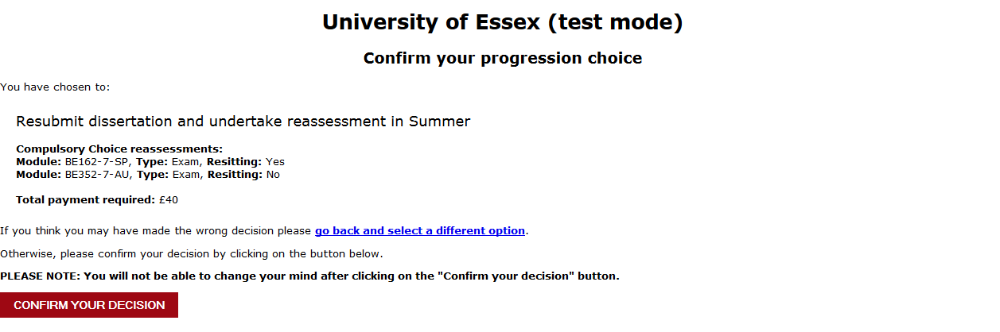 University of Essex (test mode)
Confirm your progression choice
You have chosen to:
Resubmit dissertation and undertake reassessment in Summer
Compulsory Choice reassessments:
Module: BE162-7-SP, Type: Exam, Resitting: Yes
Module: BE352-7-AU, Type: Exam, Resitting: No
Total payment required: £40
If you think you may have made the wrong decision please go back and select a different option.
Otherwise, please confirm your decision by clicking on the button below.
PLEASE NOTE: You will not be able to change your mind after clicking on the "Confirm your decision" button.
CONFIRM YOUR DECISION